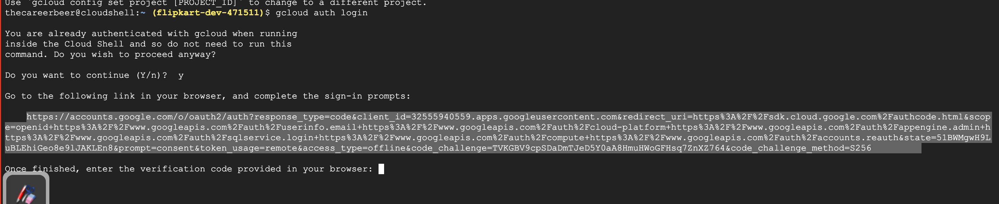 Use `gcloud config set project [PROJECT_ID]` to change to a different project.
thecareerbeer@cloudshell:~ (flipkart-dev-471511)$ gcloud auth login
You are already authenticated with gcloud when running
inside the Cloud Shell and so do not need to run this
command. Do you wish to proceed anyway?
Do you want to continue (Y/n)?  y
Go to the following link in your browser, and complete the sign-in prompts:
https://accounts.google.com/o/oauth2/auth?response_type=code&client_id=32555940559.apps.googleusercontent.com&redirect_uri=https%3A%2F%2Fsdk.cloud.google.com%2Fauthcode.html&scop
e=openid+https%3A%2F%2Fwww.googleapis.com%2Fauth%2Fuserinfo.email+https%3A%2F%2Fwww.googleapis.com%2Fauth%2Fcloud-platform+https%3A%2F%2Fwww.googleapis.com%2Fauth%2Fappengine.admin+h
ttps%3A%2F%2Fwww.googleapis.com%2Fauth%2Fsqlservice.login+https%3A%2F%2Fwww.googleapis.com%2Fauth%2Fcompute+https%3A%2F%2Fwww.googleapis.com%2Fauth%2Faccounts.reauth&state=51BWMgwH9L
uBLEhiGeo8e9lJAKLEn8&prompt=consent&token_usage=remote&access_type=offline&code_challenge=TVKGBV9cpSDaDmTJeD5Y0aA8HmuHWoGFHsq7ZnXZ764&code_challenge_method=S256
Once finished, enter the verification code provided in your browser: